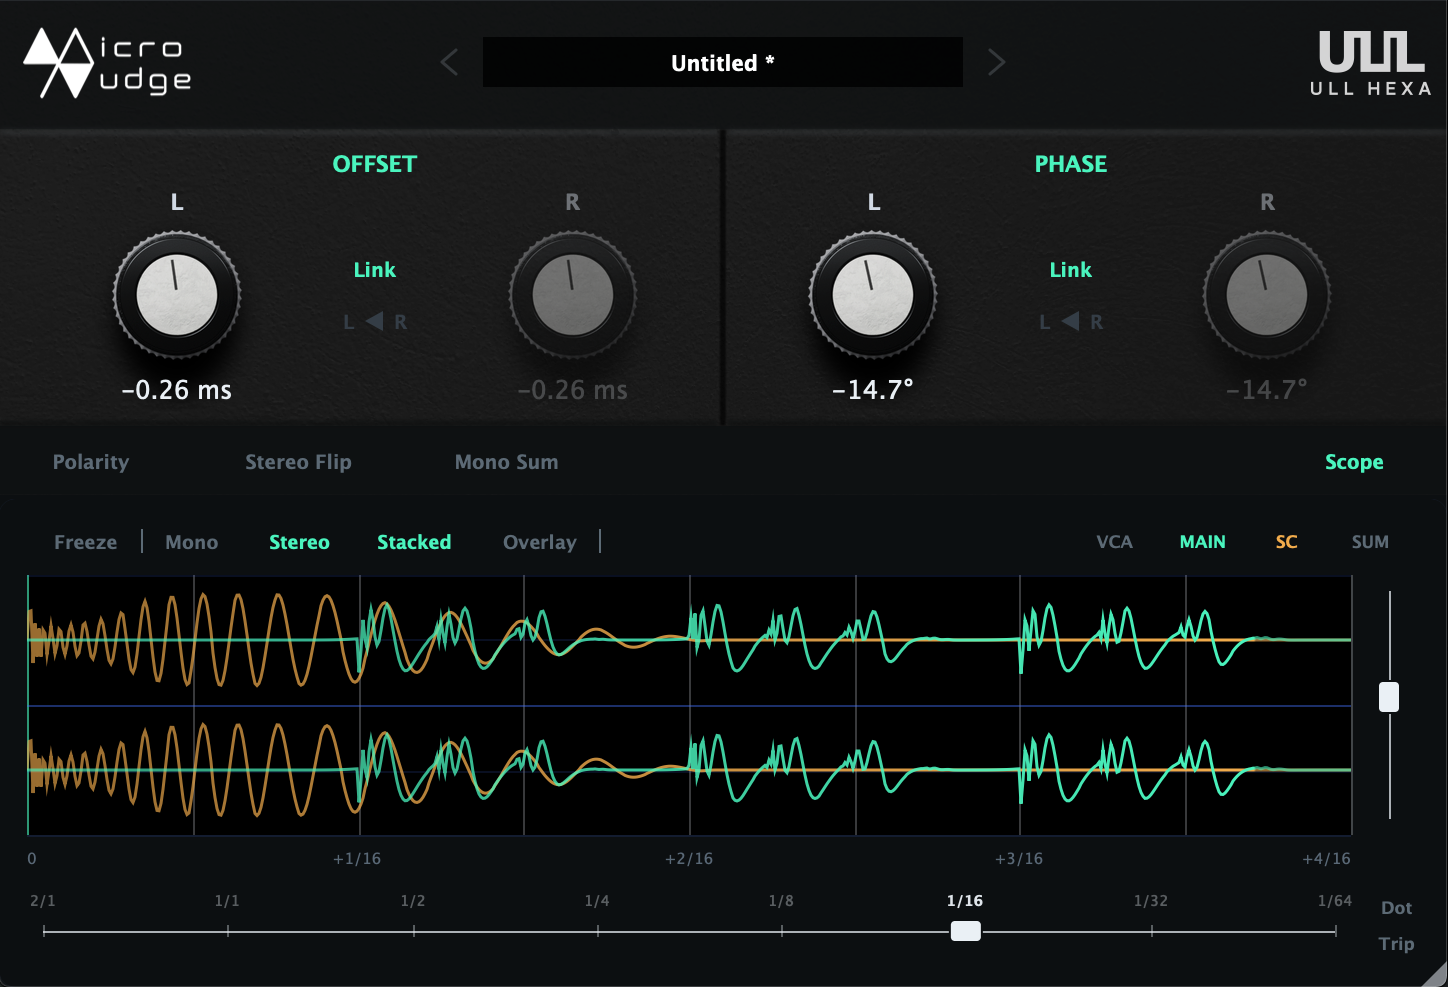 Micro
Nudge
Untitled *
ULL
ULL HEXA
OFFSET
PHASE
L
R
L
R
Link
Link
L ◀ R
L ◀ R
-0.26 ms
-0.26 ms
-14.7°
-14.7°
Polarity
Stereo Flip
Mono Sum
Scope
Freeze
Mono
Stereo
Stacked
Overlay
VCA
MAIN
SC
SUM
0
+1/16
+2/16
+3/16
+4/16
2/1
1/1
1/2
1/4
1/8
1/16
1/32
1/64
Dot
Trip